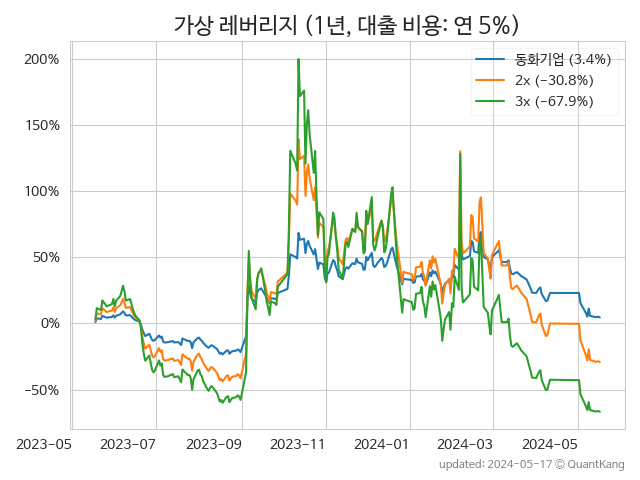 가상 레버리지 (1년, 대출 비용: 연 5%)
동화기업 (3.4%)
2x (−30.8%)
3x (−67.9%)
200%
150%
100%
50%
0%
−50%
2023−05 2023−07 2023−09 2023−11 2024−01 2024−03 2024−05
updated: 2024−05−17 © QuantKang